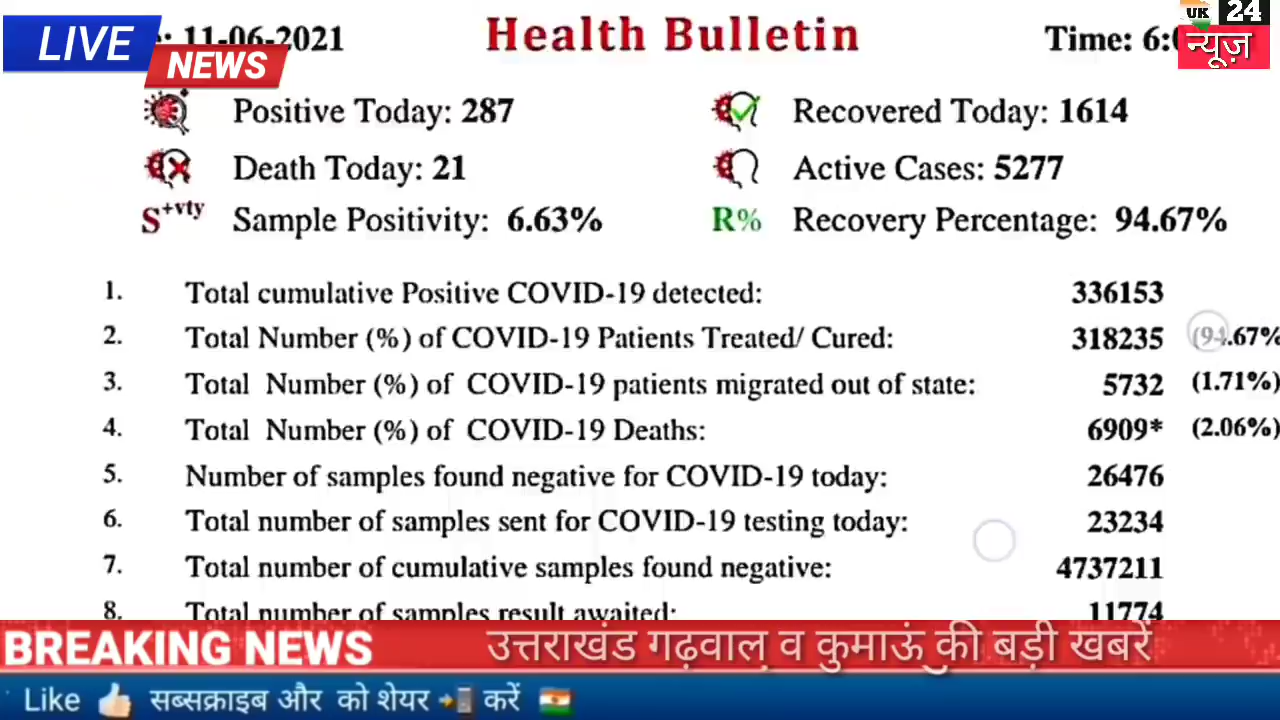 LIVE : 11-06-2021 Health Bulletin Time: 6:0 UK 24
NEWS न्यूज़
Positive Today: 287 Recovered Today: 1614
Death Today: 21 Active Cases: 5277
S+vty Sample Positivity: 6.63% R% Recovery Percentage: 94.67%
1. Total cumulative Positive COVID-19 detected: 336153
2. Total Number (%) of COVID-19 Patients Treated/ Cured: 318235 (94.67%
3. Total Number (%) of COVID-19 patients migrated out of state: 5732 (1.71%)
4. Total Number (%) of COVID-19 Deaths: 6909* (2.06%)
5. Number of samples found negative for COVID-19 today: 26476
6. Total number of samples sent for COVID-19 testing today: 23234
7. Total number of cumulative samples found negative: 4737211
8. Total number of samples result awaited: 11774
BREAKING NEWS उत्तराखंड गढ़वाल व कुमाऊं की बड़ी खबरें
Like 👍 सब्सक्राइब और को शेयर 📲 करें 🇮🇳